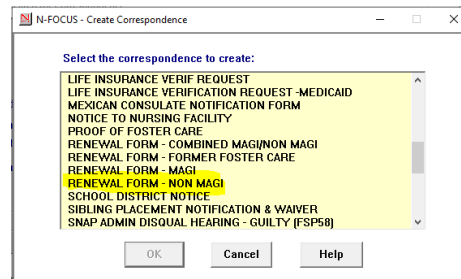 N-FOCUS - Create Correspondence
Select the correspondence to create:
LIFE INSURANCE VERIF REQUEST
LIFE INSURANCE VERIFICATION REQUEST -MEDICAID
MEXICAN CONSULATE NOTIFICATION FORM
NOTICE TO NURSING FACILITY
PROOF OF FOSTER CARE
RENEWAL FORM - COMBINED MAGI/NON MAGI
RENEWAL FORM - FORMER FOSTER CARE
RENEWAL FORM - MAGI
RENEWAL FORM - NON MAGI
SCHOOL DISTRICT NOTICE
SIBLING PLACEMENT NOTIFICATION & WAIVER
SNAP ADMIN DISQUAL HEARING - GUILTY (FSP58)
OK Cancel Help